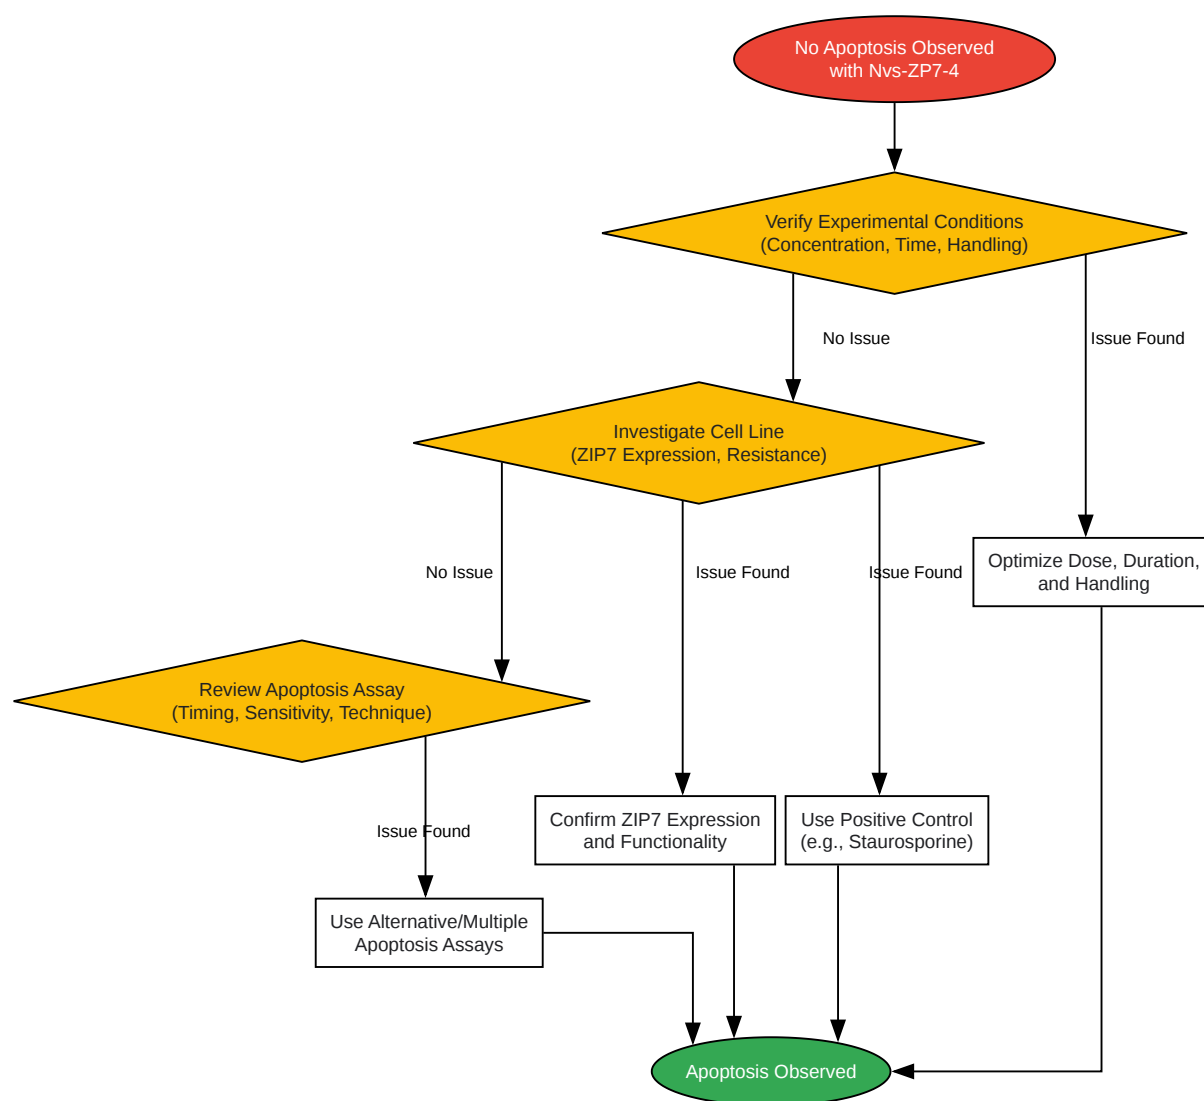 No Apoptosis Observed
with Nvs-ZP7-4
Verify Experimental Conditions
(Concentration, Time, Handling)
No Issue
Issue Found
Investigate Cell Line
(ZIP7 Expression, Resistance)
No Issue
Issue Found
Issue Found
Optimize Dose, Duration,
and Handling
Review Apoptosis Assay
(Timing, Sensitivity, Technique)
Issue Found
Confirm ZIP7 Expression
and Functionality
Use Positive Control
(e.g., Staurosporine)
Use Alternative/Multiple
Apoptosis Assays
Apoptosis Observed